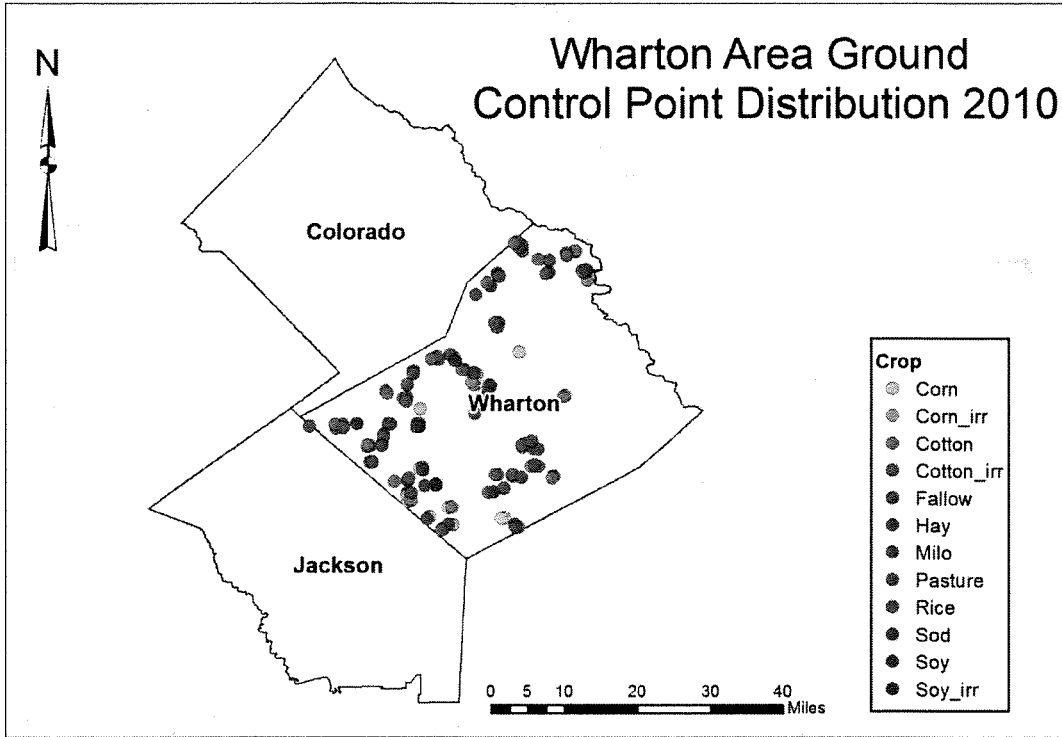 Wharton Area Ground
Control Point Distribution 2010
N
Colorado
Wharton
Jackson
Crop
Corn
Corn_irr
Cotton
Cotton_irr
Fallow
Hay
Milo
Pasture
Rice
Sod
Soy
Soy_irr
0 5 10 20 30 40
Miles